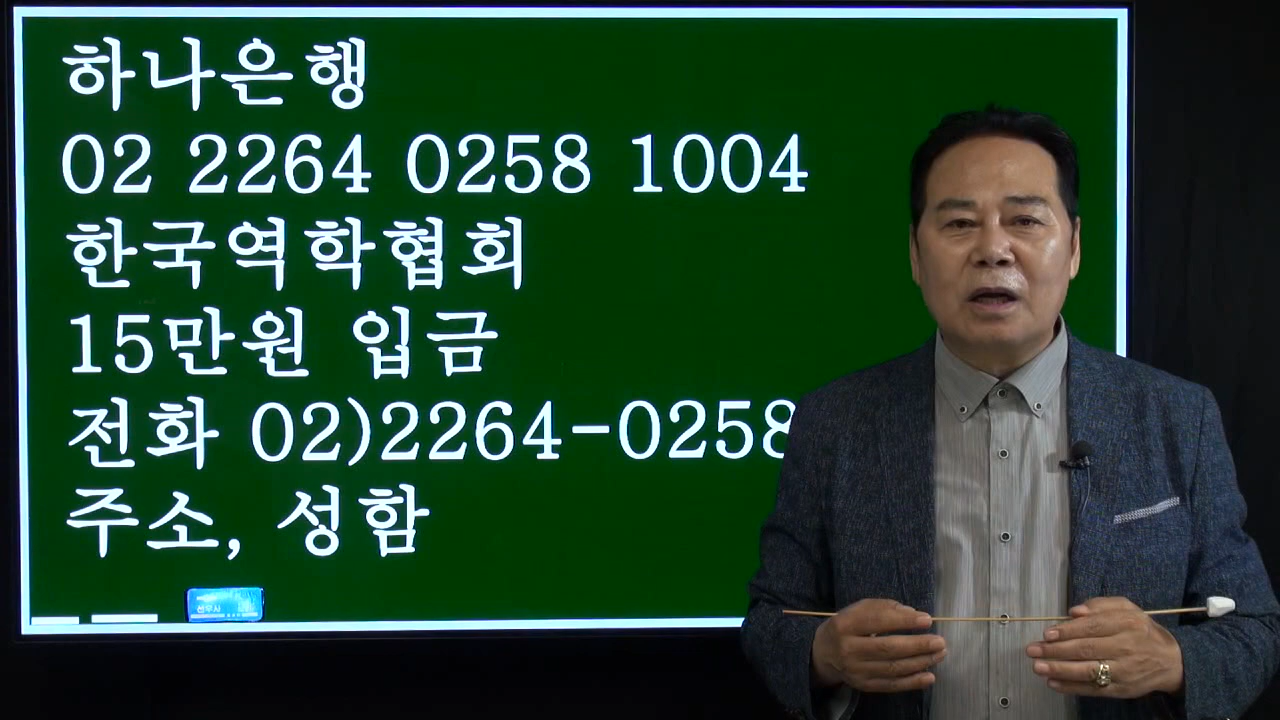 하나은행
02 2264 0258 1004
한국역학협회
15만원 입금
전화 02)2264-0258
주소, 성함